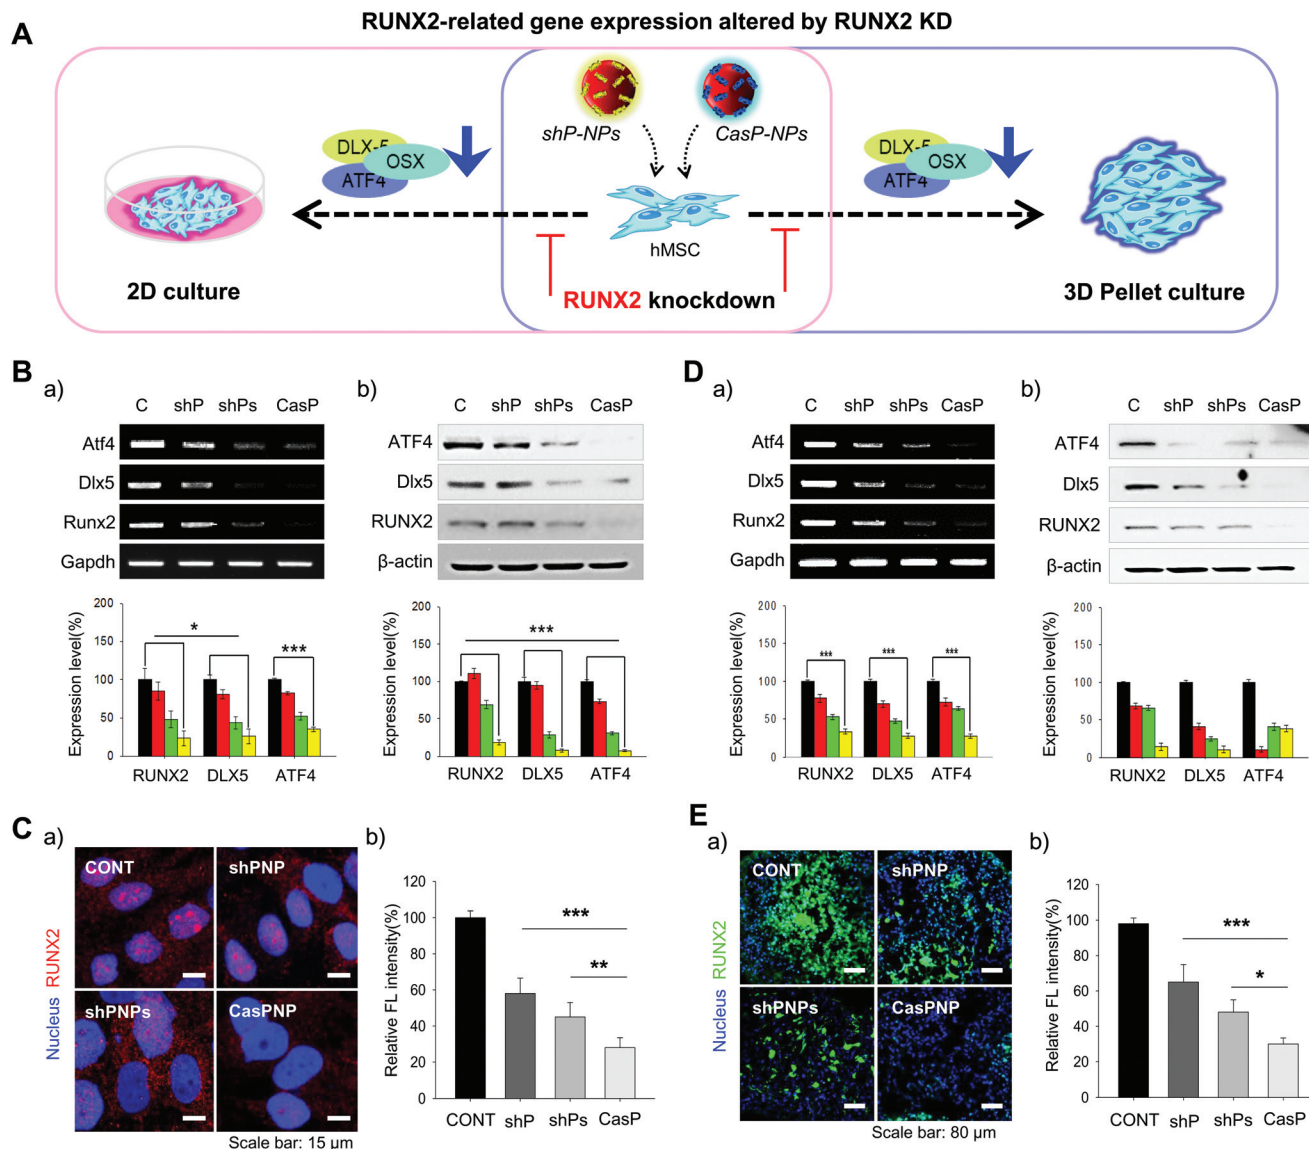 RUNX2-related gene expression altered by RUNX2 KD
A
shP-NPs
CasP-NPs
DLX-5
OSX
ATF4
DLX-5
OSX
ATF4
hMSC
2D culture
RUNX2 knockdown
3D Pellet culture
B
a)
C shP shPs CasP
Atf4
Dlx5
Runx2
Gapdh
Expression level(%)
200
150
100
50
0
*
***
RUNX2 DLX5 ATF4
b)
C shP shPs CasP
ATF4
Dlx5
RUNX2
β-actin
Expression level(%)
200
150
100
50
0
***
RUNX2 DLX5 ATF4
D
a)
C shP shPs CasP
Atf4
Dlx5
Runx2
Gapdh
Expression level(%)
200
150
100
50
0
*** *** ***
RUNX2 DLX5 ATF4
b)
C shP shPs CasP
ATF4
Dlx5
RUNX2
β-actin
Expression level(%)
200
150
100
50
0
RUNX2 DLX5 ATF4
C
a)
Nucleus RUNX2
CONT
shPNP
shPNPs
CasPNP
Scale bar: 15 µm
b)
Relative FL intensity(%)
120
100
80
60
40
20
0
***
**
CONT shP shPs CasP
E
a)
Nucleus RUNX2
CONT
shPNP
shPNPs
CasPNP
Scale bar: 80 µm
b)
Relative FL intensity(%)
120
100
80
60
40
20
0
***
*
CONT shP shPs CasP